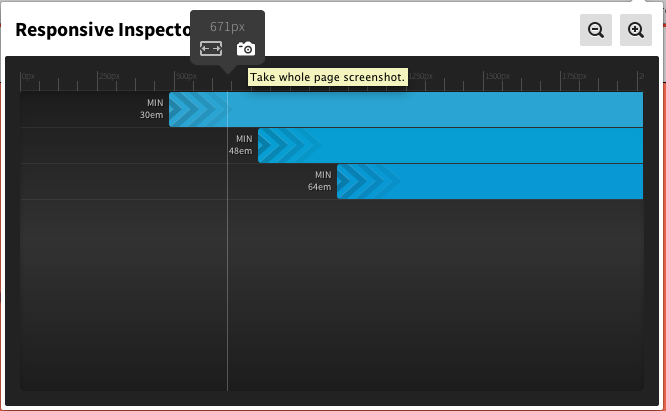 671px
Responsive Inspecto
Take whole page screenshot.
0px 250px 500px 1250px 1500px 1750px
MIN
30em
MIN
48em
MIN
64em